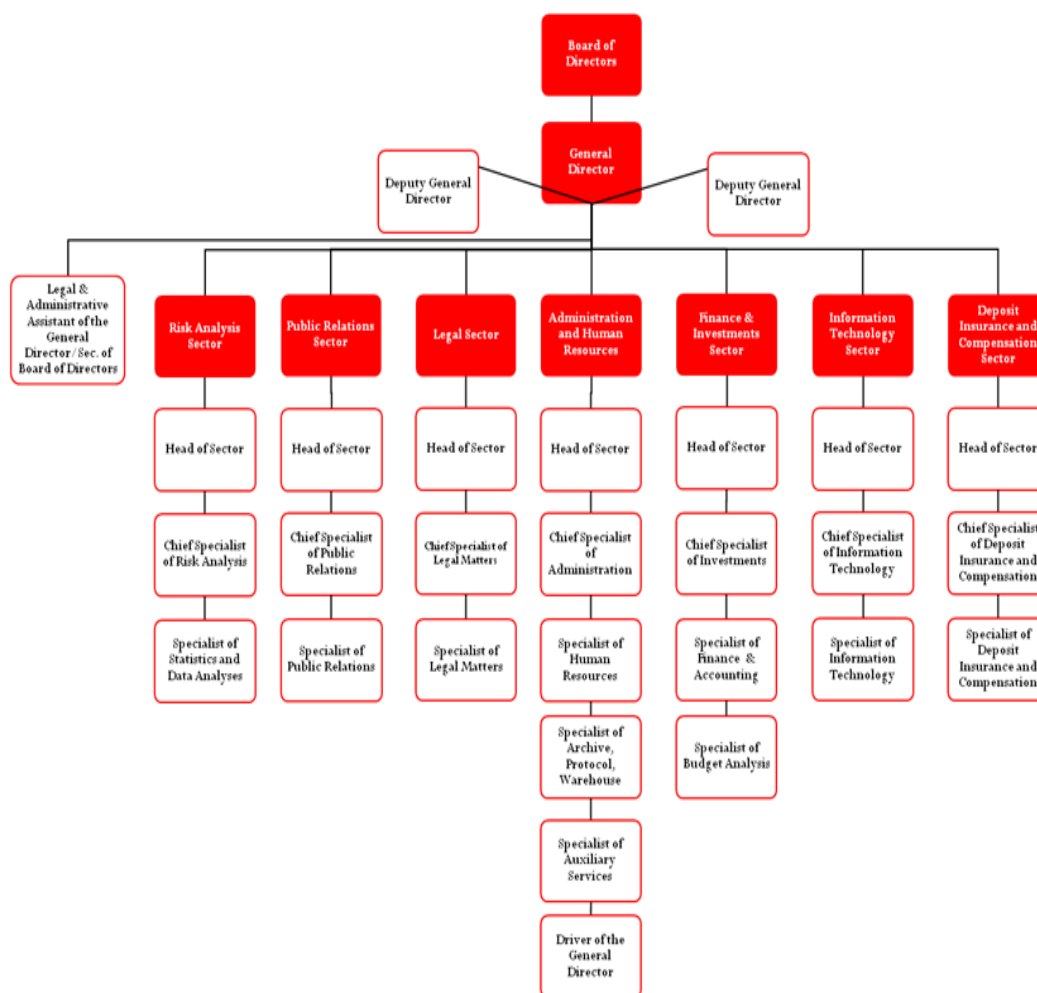 Board of
Directors
General
Director
Deputy General
Director
Deputy General
Director
Legal &
Administrative
Assistant of the
General
Director/ Sec. of
Board of Directors
Risk Analysis
Sector
Public Relations
Sector
Legal Sector
Administration
and Human
Resources
Finance &
Investments
Sector
Information
Technology
Sector
Deposit
Insurance and
Compensation
Sector
Head of Sector
Head of Sector
Head of Sector
Head of Sector
Head of Sector
Head of Sector
Head of Sector
Chief Specialist
of Risk Analysis
Chief Specialist
of Public
Relations
Chief Specialist of
Legal Matters
Chief Specialist
of
Administration
Chief Specialist
of Investments
Chief Specialist
of Information
Technology
Chief Specialist
of Deposit
Insurance and
Compensation
Specialist of
Statistics and
Data Analyses
Specialist of
Public Relations
Specialist of
Legal Matters
Specialist of
Human
Resources
Specialist of
Finance &
Accounting
Specialist of
Information
Technology
Specialist of
Deposit
Insurance and
Compensation
Specialist of
Archive,
Protocol,
Warehouse
Specialist of
Budget Analysis
Specialist of
Auxiliary
Services
Driver of the
General
Director